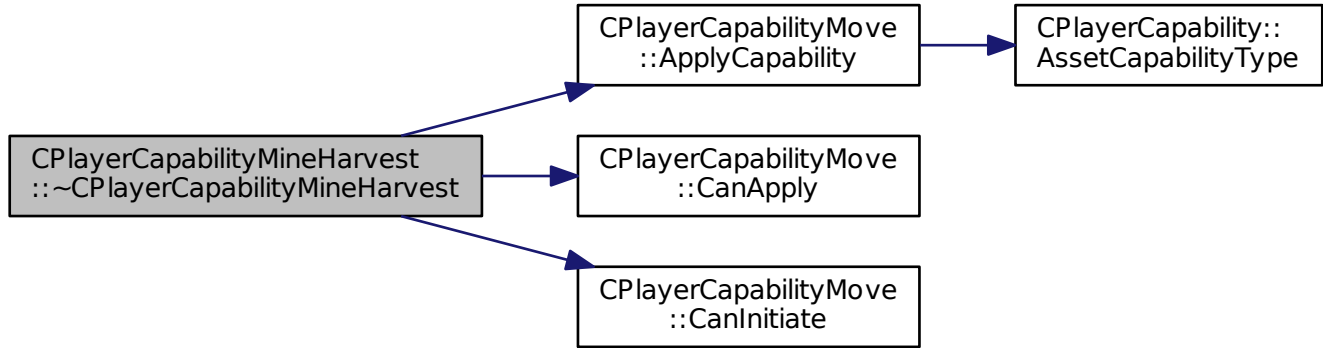 CPlayerCapabilityMineHarvest
::~CPlayerCapabilityMineHarvest
CPlayerCapabilityMove
::ApplyCapability
CPlayerCapability::
AssetCapabilityType
CPlayerCapabilityMove
::CanApply
CPlayerCapabilityMove
::CanInitiate